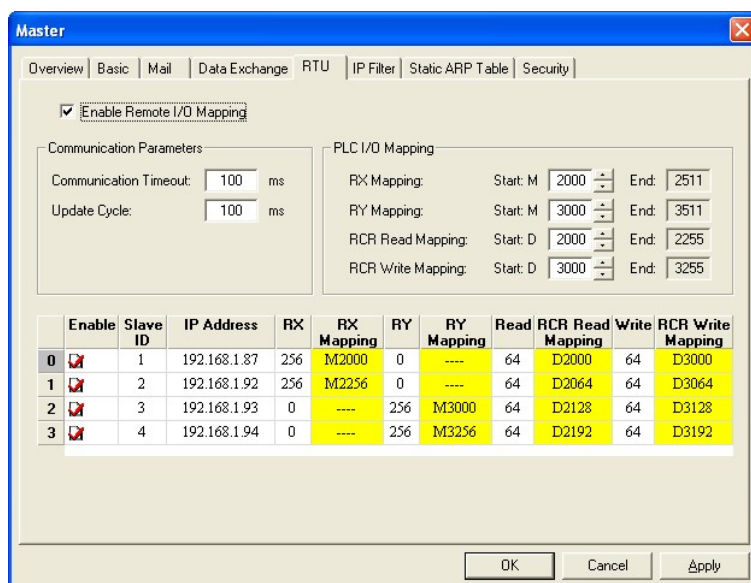 Master
Overview Basic Mail Data Exchange RTU IP Filter Static ARP Table Security
Enable Remote I/O Mapping
Communication Parameters
Communication Timeout: 100 ms
Update Cycle: 100 ms
PLC I/O Mapping
RX Mapping: Start: M 2000 End: 2511
RY Mapping: Start: M 3000 End: 3511
RCR Read Mapping: Start: D 2000 End: 2255
RCR Write Mapping: Start: D 3000 End: 3255
Enable Slave ID IP Address RX RX Mapping RY RY Mapping Read RCR Read Mapping Write RCR Write Mapping
0 1 192.168.1.87 256 M2000 0 ---- 64 D2000 64 D3000
1 2 192.168.1.92 256 M2256 0 ---- 64 D2064 64 D3064
2 3 192.168.1.93 0 ---- 256 M3000 64 D2128 64 D3128
3 4 192.168.1.94 0 ---- 256 M3256 64 D2192 64 D3192
OK Cancel Apply